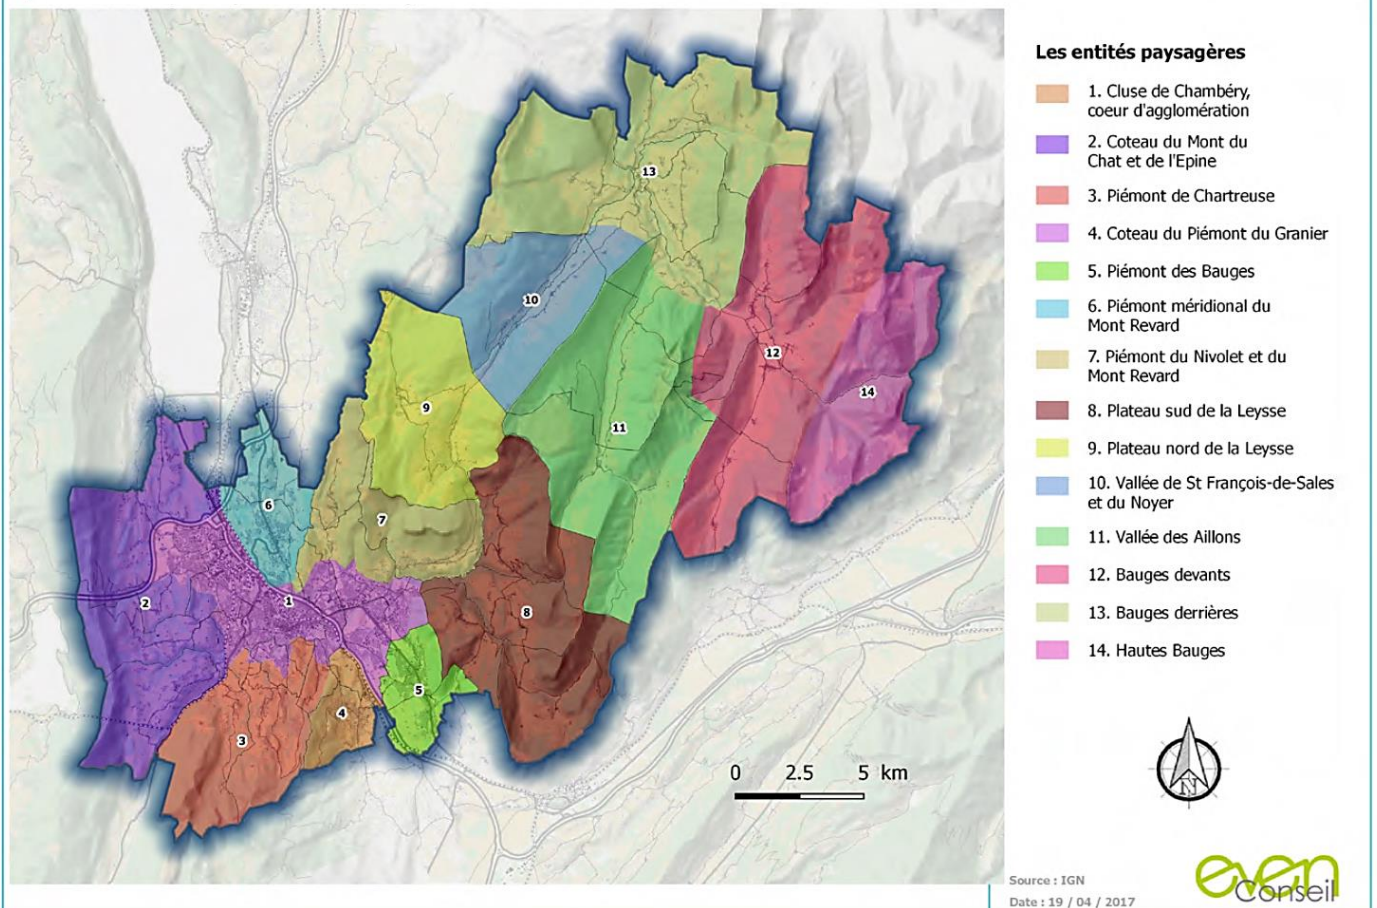 Les entités paysagères
1. Cluse de Chambéry,
coeur d'agglomération
2. Coteau du Mont du
Chat et de l'Epine
3. Piémont de Chartreuse
4. Coteau du Piémont du Granier
5. Piémont des Bauges
6. Piémont méridional du
Mont Revard
7. Piémont du Nivolet et du
Mont Revard
8. Plateau sud de la Leysse
9. Plateau nord de la Leysse
10. Vallée de St François-de-Sales
et du Noyer
11. Vallée des Aillons
12. Bauges devants
13. Bauges derrières
14. Hautes Bauges
13
10
12
14
9
11
6
7
2
1
8
5
4
3
0 2.5 5 km
N
Source : IGN
Date : 19 / 04 / 2017
even
Conseil